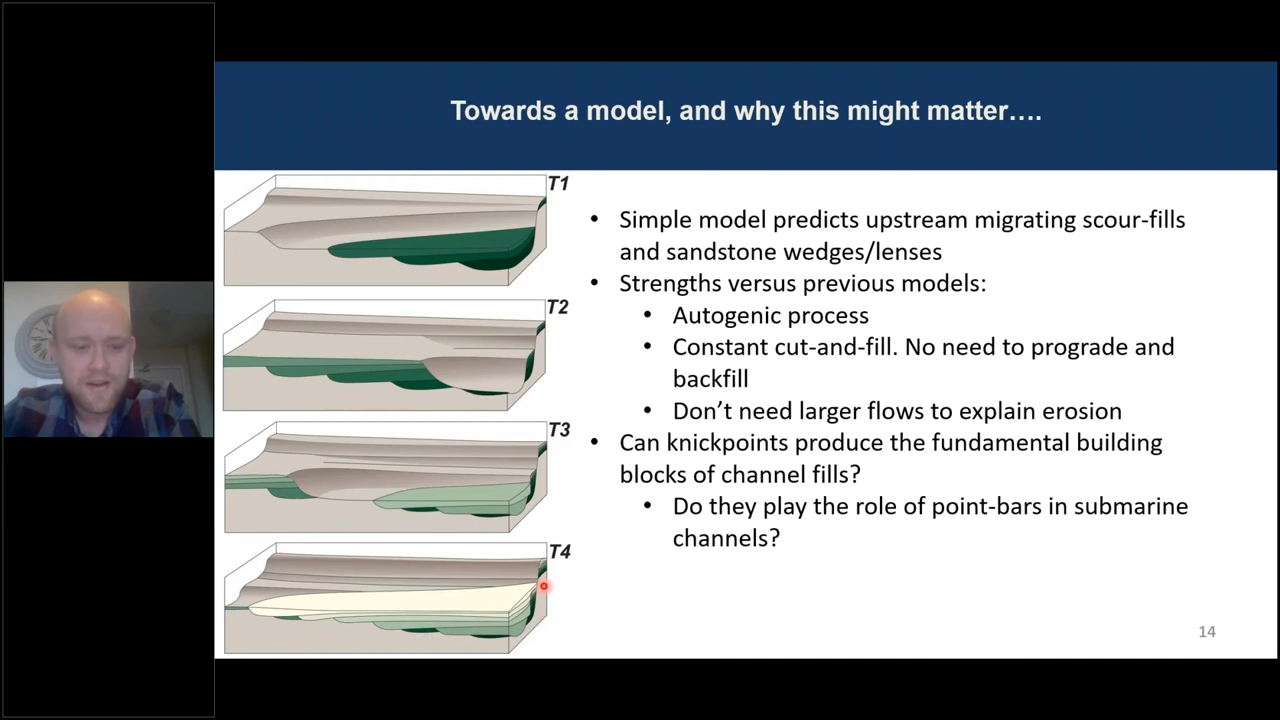 Towards a model, and why this might matter….
T1
T2
T3
T4
• Simple model predicts upstream migrating scour-fills
and sandstone wedges/lenses
• Strengths versus previous models:
• Autogenic process
• Constant cut-and-fill. No need to prograde and
backfill
• Don’t need larger flows to explain erosion
• Can knickpoints produce the fundamental building
blocks of channel fills?
• Do they play the role of point-bars in submarine
channels?
14